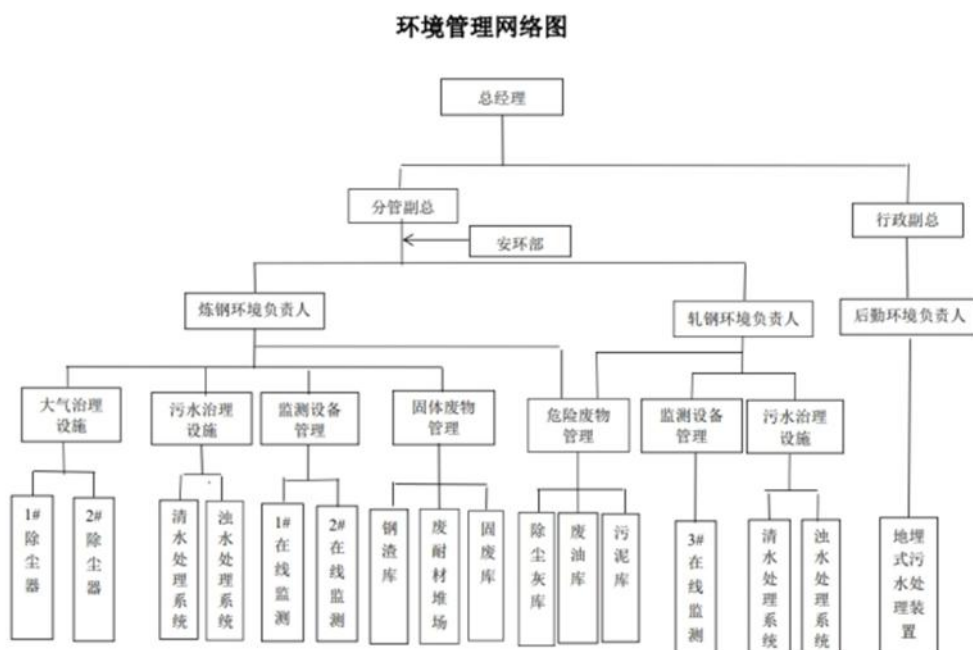 环境管理网络图
总经理
分管副总
行政副总
安环部
炼钢环境负责人
轧钢环境负责人
后勤环境负责人
大气治理
设施
污水治理
设施
监测设备
管理
固体废物
管理
危险废物
管理
监测设备
管理
污水治理
设施
1#除尘器
2#除尘器
清水处理系统
浊水处理系统
1#在线监测
2#在线监测
钢渣库
废耐材堆场
固废库
除尘灰库
废油库
污泥库
3#在线监测
清水处理系统
浊水处理系统
地埋式污水处理装置